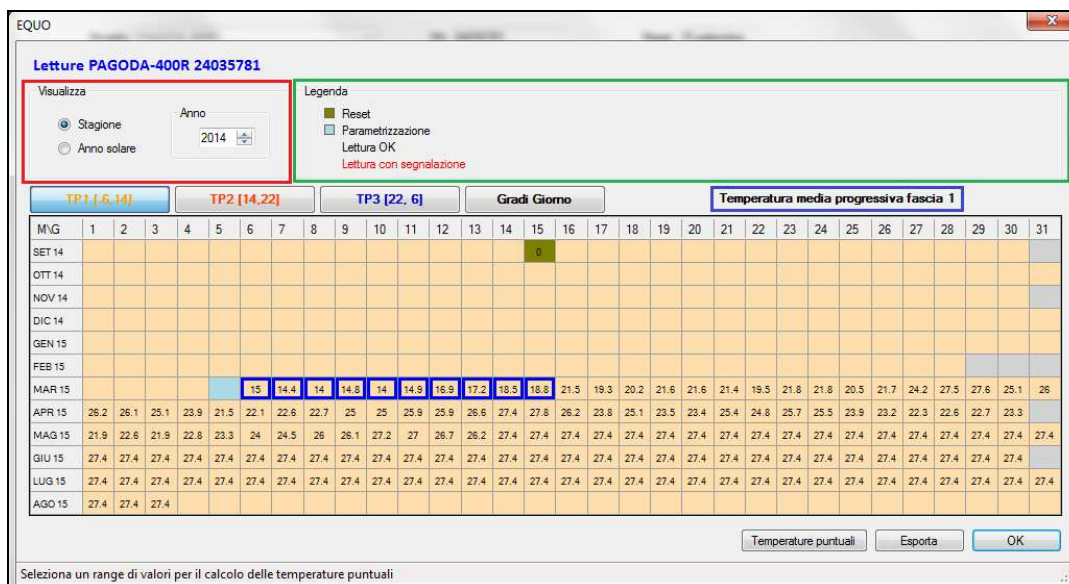 EQUO
Letture PAGODA-400R 24035781
Visualizza
Stagione
Anno solare
Anno
2014
Legenda
Reset
Parametrizzazione
Lettura OK
Lettura con segnalazione
TP1 [.6,14] TP2 [14,22] TP3 [22, 6] Gradi Giorno Temperatura media progressiva fascia 1
M\G 1 2 3 4 5 6 7 8 9 10 11 12 13 14 15 16 17 18 19 20 21 22 23 24 25 26 27 28 29 30 31
SET 14 0
OTT 14
NOV 14
DIC 14
GEN 15
FEB 15
MAR 15 15 14.4 14 14.8 14 14.9 16.9 17.2 18.5 18.8 21.5 19.3 20.2 21.6 21.6 21.4 19.5 21.8 21.8 20.5 21.7 24.2 27.5 27.6 25.1 26
APR 15 26.2 26.1 25.1 23.9 21.5 22.1 22.6 22.7 25 25 25.9 25.9 26.6 27.4 27.8 26.2 23.8 25.1 23.5 23.4 25.4 24.8 25.7 25.5 23.9 23.2 22.3 22.6 22.7 23.3
MAG 15 21.9 22.6 21.9 22.8 23.3 24 24.5 26 26.1 27.2 27 26.7 26.2 27.4 27.4 27.4 27.4 27.4 27.4 27.4 27.4 27.4 27.4 27.4 27.4 27.4 27.4 27.4 27.4 27.4 27.4
GIU 15 27.4 27.4 27.4 27.4 27.4 27.4 27.4 27.4 27.4 27.4 27.4 27.4 27.4 27.4 27.4 27.4 27.4 27.4 27.4 27.4 27.4 27.4 27.4 27.4 27.4 27.4 27.4 27.4 27.4 27.4
LUG 15 27.4 27.4 27.4 27.4 27.4 27.4 27.4 27.4 27.4 27.4 27.4 27.4 27.4 27.4 27.4 27.4 27.4 27.4 27.4 27.4 27.4 27.4 27.4 27.4 27.4 27.4 27.4 27.4 27.4 27.4 27.4
AGO 15 27.4 27.4 27.4
Temperature puntuali Esporta OK
Seleziona un range di valori per il calcolo delle temperature puntuali